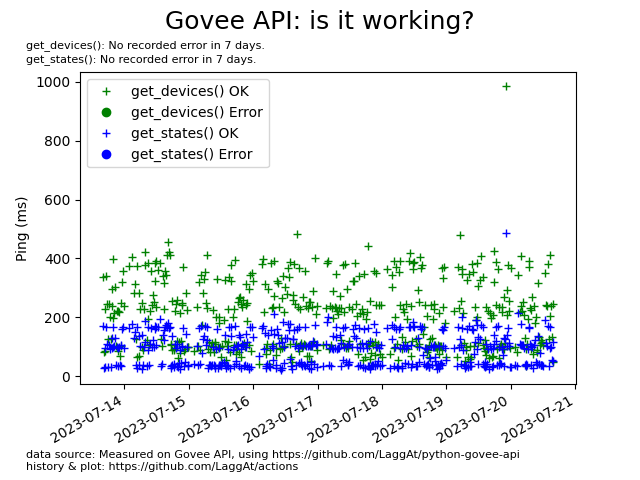 Govee API: is it working?
get_devices(): No recorded error in 7 days.
get_states(): No recorded error in 7 days.
get_devices() OK
get_devices() Error
get_states() OK
get_states() Error
Ping (ms)
1000
800
600
400
200
0
2023-07-14
2023-07-15
2023-07-16
2023-07-17
2023-07-18
2023-07-19
2023-07-20
2023-07-21
data source: Measured on Govee API, using https://github.com/LaggAt/python-govee-api
history & plot: https://github.com/LaggAt/actions